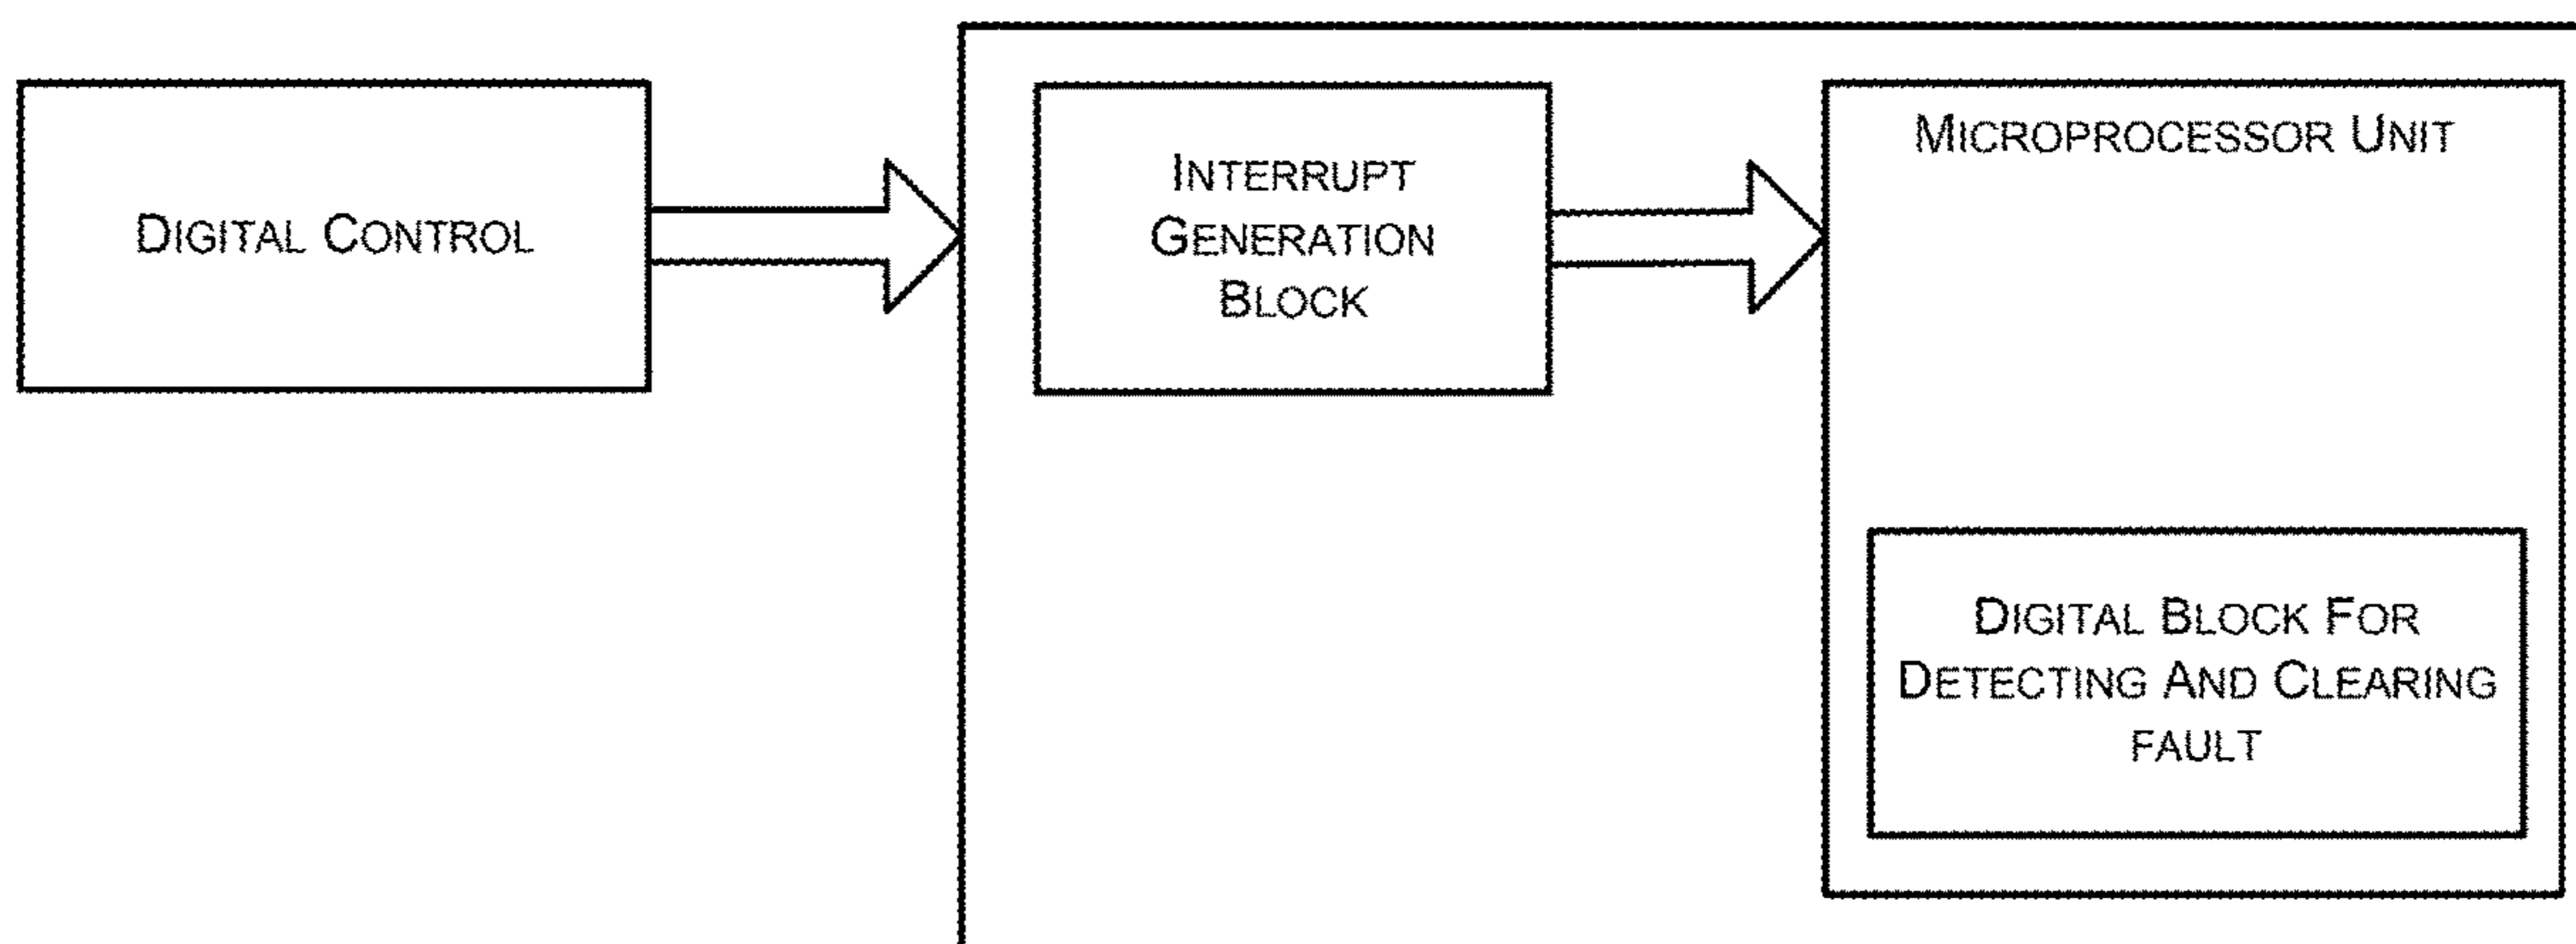 DIGITAL CONTROL
INTERRUPT
GENERATION
BLOCK
MICROPROCESSOR UNIT
DIGITAL BLOCK FOR
DETECTING AND CLEARING
FAULT